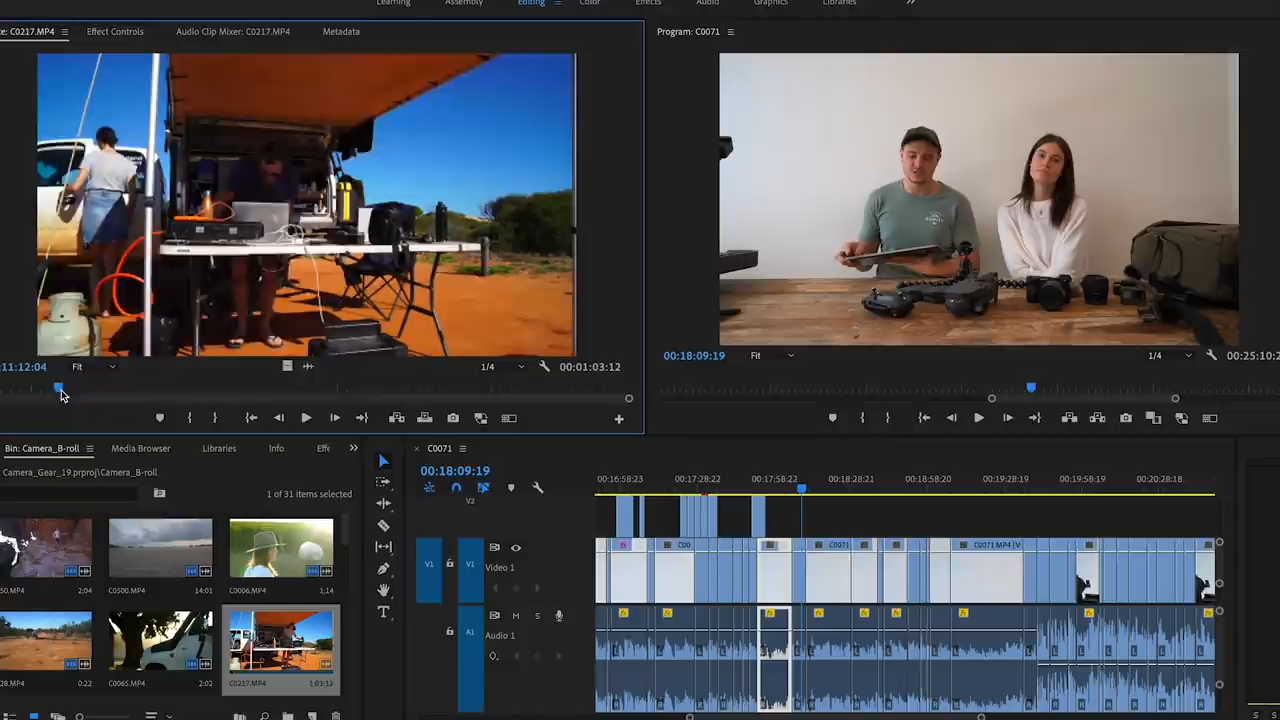 Learning Assembly Editing Color Effects Audio Graphics Libraries
C0217.MP4 Effect Controls Audio Clip Mixer: C0217.MP4 Metadata
Program: C0071
11:12:04 Fit 1/4 00:01:03:12
00:18:09:19 Fit 1/4 00:25:10:2
Bin: Camera_B-roll Media Browser Libraries Info Effe
Camera_Gear_19.prproj\Camera_B-roll
1 of 31 items selected
50.MP4 2;04 C0500.MP4 14:01 C0006.MP4 1;14
28.MP4 0:22 C0065.MP4 2:02 C0217.MP4 1:03;12
C0071
00:18:09:19
00:16:58:23 00:17:28:22 00:17:58:22 00:18:28:21 00:18:58:20 00:19:28:19 00:19:58:19 00:20:28:18
V2
V1 V1 Video 1
fx C00 C0071 C0071.MP4 [V
A1 M S
Audio 1
S S